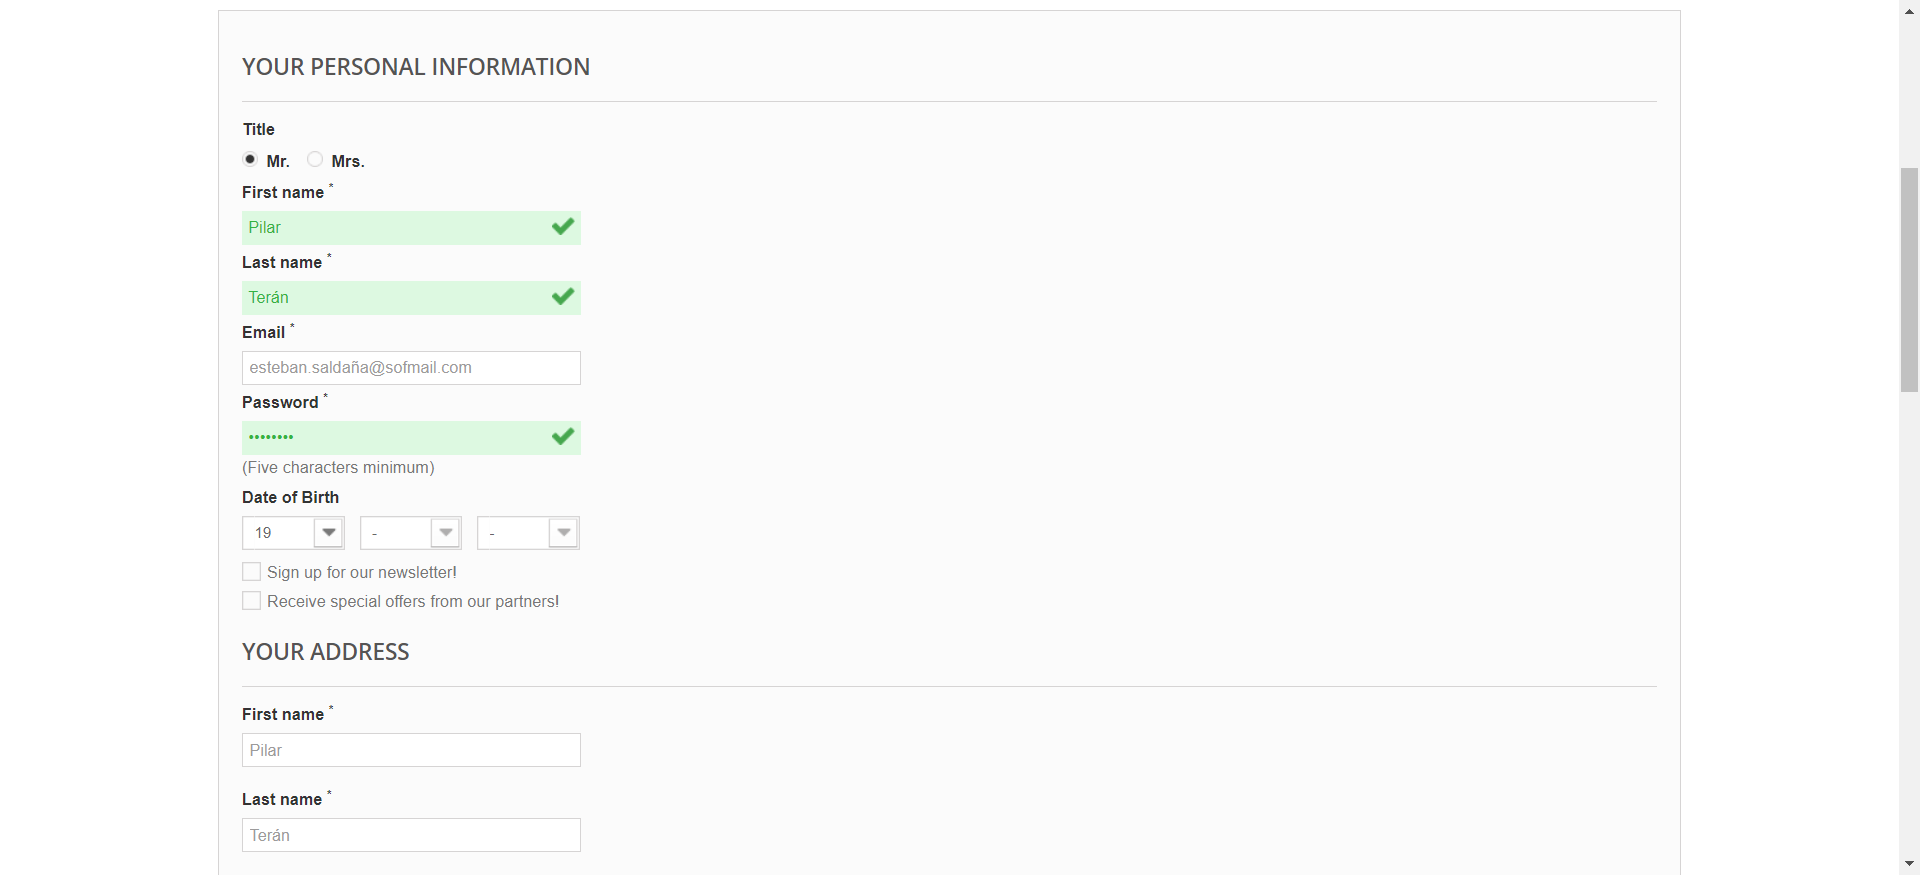 YOUR PERSONAL INFORMATION
Title
Mr. Mrs.
First name *
Pilar
Last name *
Terán
Email *
esteban.saldaña@sofmail.com
Password *
••••••••
(Five characters minimum)
Date of Birth
19 - -
Sign up for our newsletter!
Receive special offers from our partners!
YOUR ADDRESS
First name *
Pilar
Last name *
Terán